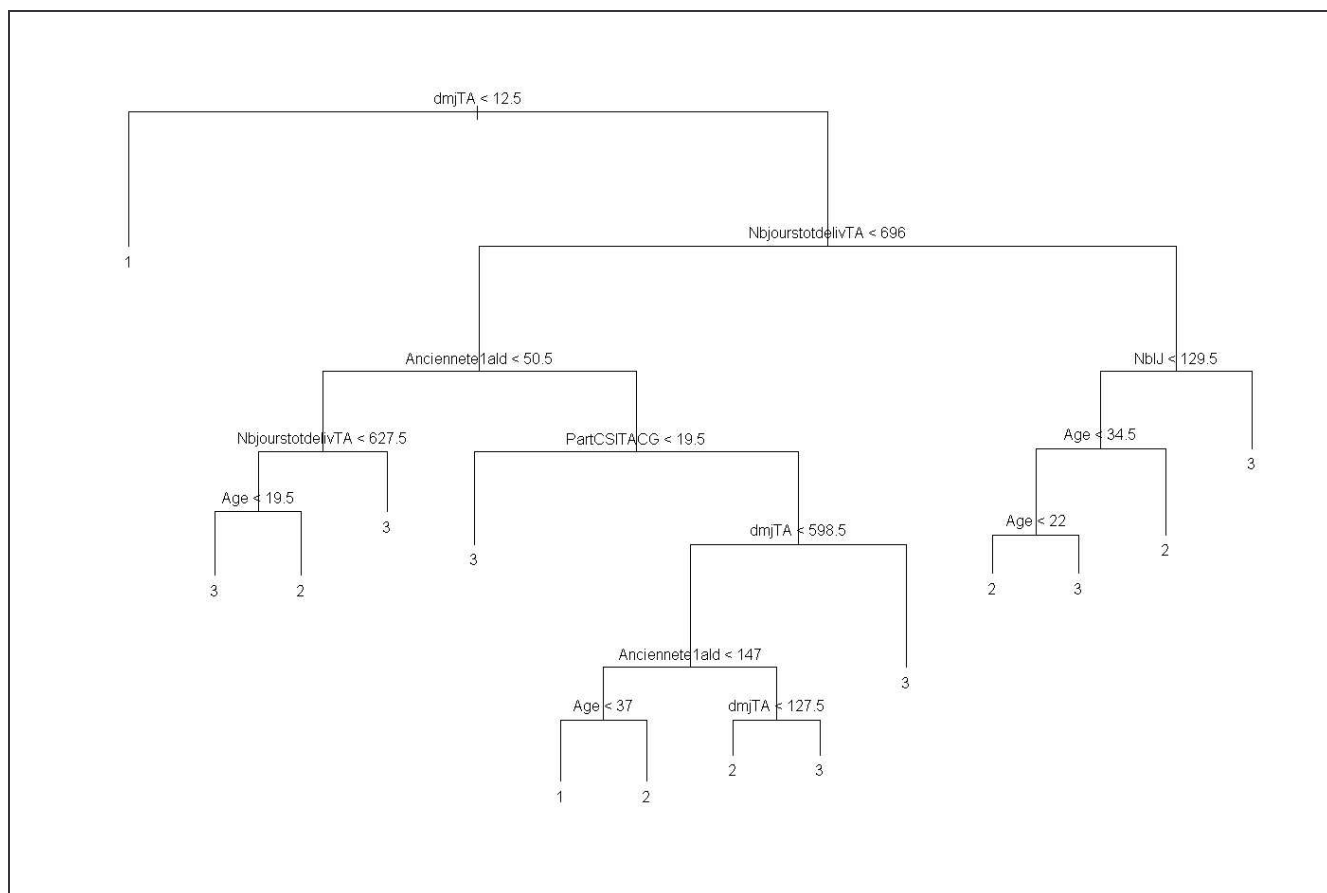 dmjTA < 12.5
1
NbjourstotdelivTA < 696
Anciennete1ald < 50.5
NbIJ < 129.5
NbjourstotdelivTA < 627.5
PartCSITACG < 19.5
Age < 34.5
3
Age < 19.5
3
3
dmjTA < 598.5
Age < 22
2
3
2
2
3
Anciennete1ald < 147
3
Age < 37
dmjTA < 127.5
1
2
2
3